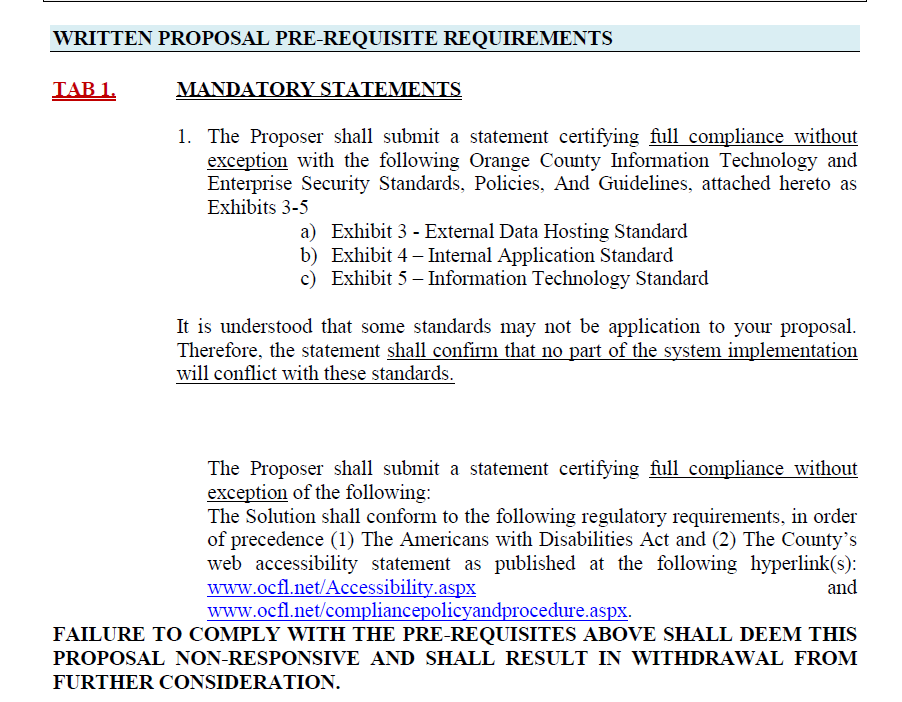 WRITTEN PROPOSAL PRE-REQUISITE REQUIREMENTS
TAB 1. MANDATORY STATEMENTS
1. The Proposer shall submit a statement certifying full compliance without
exception with the following Orange County Information Technology and
Enterprise Security Standards, Policies, And Guidelines, attached hereto as
Exhibits 3-5
a) Exhibit 3 - External Data Hosting Standard
b) Exhibit 4 – Internal Application Standard
c) Exhibit 5 – Information Technology Standard
It is understood that some standards may not be application to your proposal.
Therefore, the statement shall confirm that no part of the system implementation
will conflict with these standards.
The Proposer shall submit a statement certifying full compliance without
exception of the following:
The Solution shall conform to the following regulatory requirements, in order
of precedence (1) The Americans with Disabilities Act and (2) The County’s
web accessibility statement as published at the following hyperlink(s):
www.ocfl.net/Accessibility.aspx and
www.ocfl.net/compliancepolicyandprocedure.aspx.
FAILURE TO COMPLY WITH THE PRE-REQUISITES ABOVE SHALL DEEM THIS
PROPOSAL NON-RESPONSIVE AND SHALL RESULT IN WITHDRAWAL FROM
FURTHER CONSIDERATION.